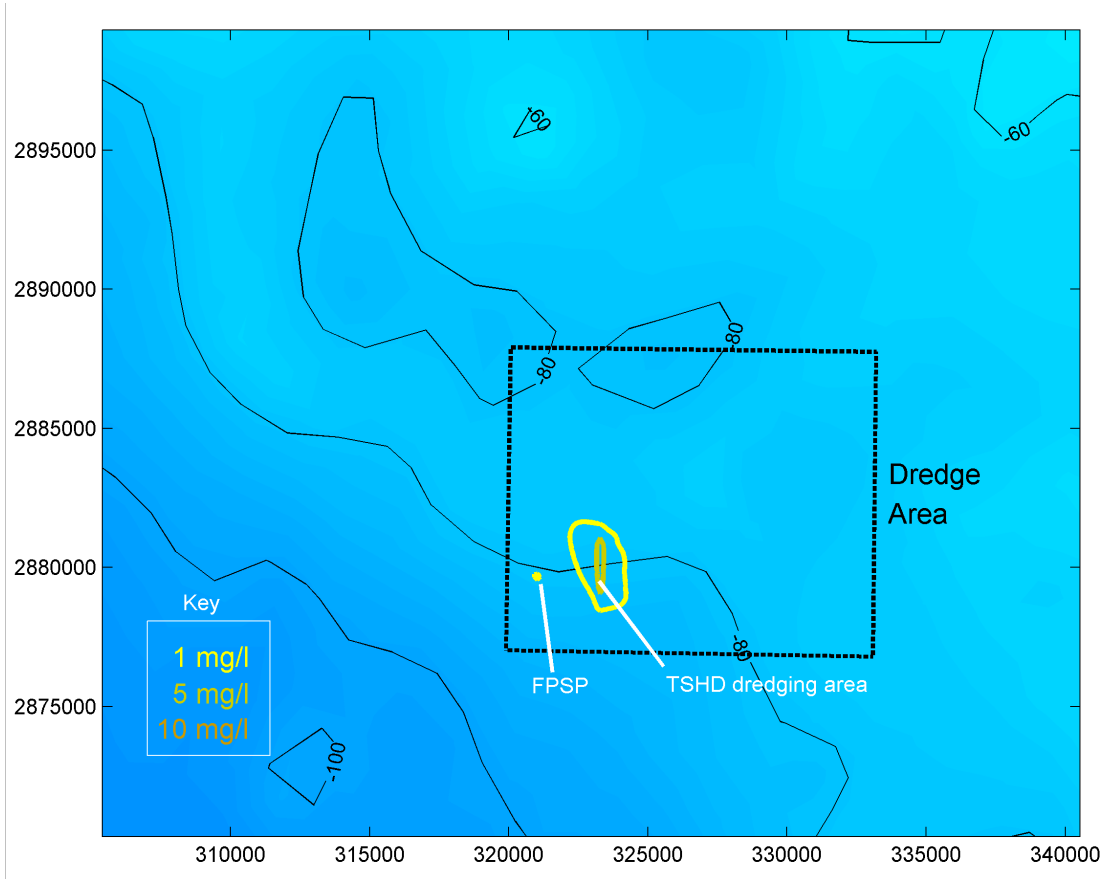 2895000
2890000
2885000
2880000
2875000
-60
-60
-80
-80
-80
-100
Dredge
Area
Key
1 mg/l
5 mg/l
10 mg/l
FPSP
TSHD dredging area
310000
315000
320000
325000
330000
335000
340000